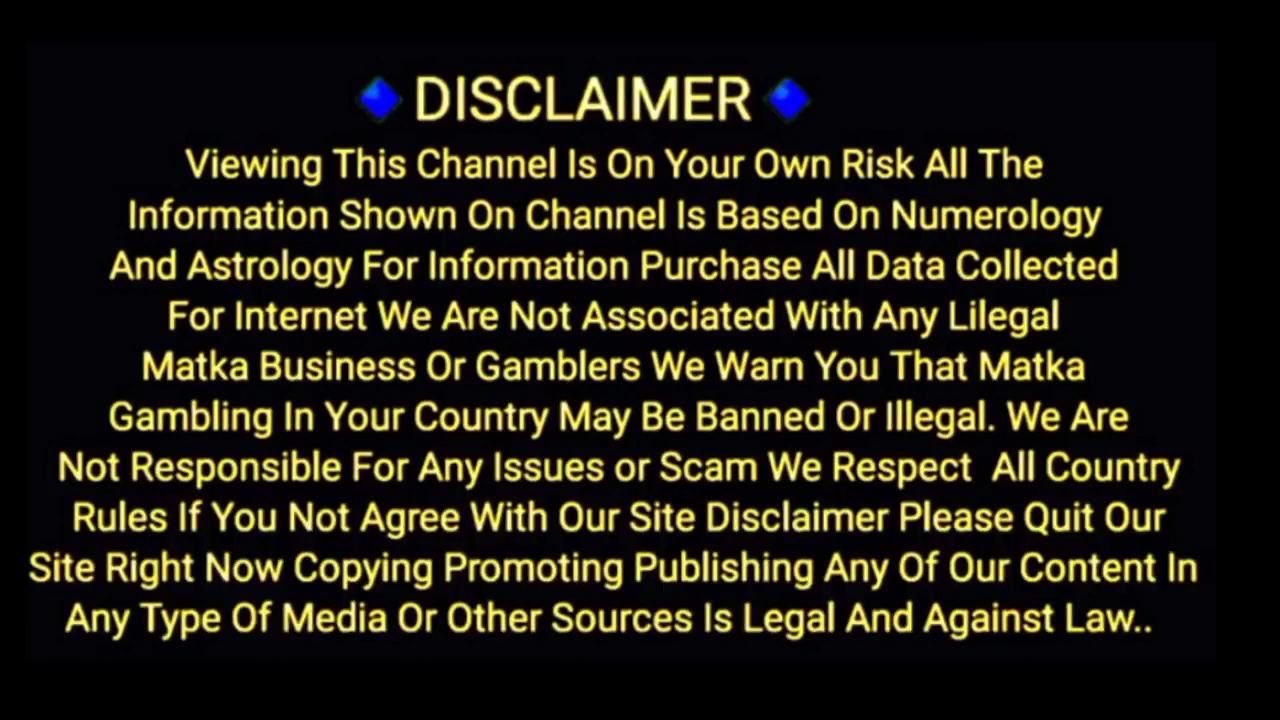 🔹DISCLAIMER🔹
Viewing This Channel Is On Your Own Risk All The
Information Shown On Channel Is Based On Numerology
And Astrology For Information Purchase All Data Collected
For Internet We Are Not Associated With Any Lilegal
Matka Business Or Gamblers We Warn You That Matka
Gambling In Your Country May Be Banned Or Illegal. We Are
Not Responsible For Any Issues or Scam We Respect  All Country
Rules If You Not Agree With Our Site Disclaimer Please Quit Our
Site Right Now Copying Promoting Publishing Any Of Our Content In
Any Type Of Media Or Other Sources Is Legal And Against Law..